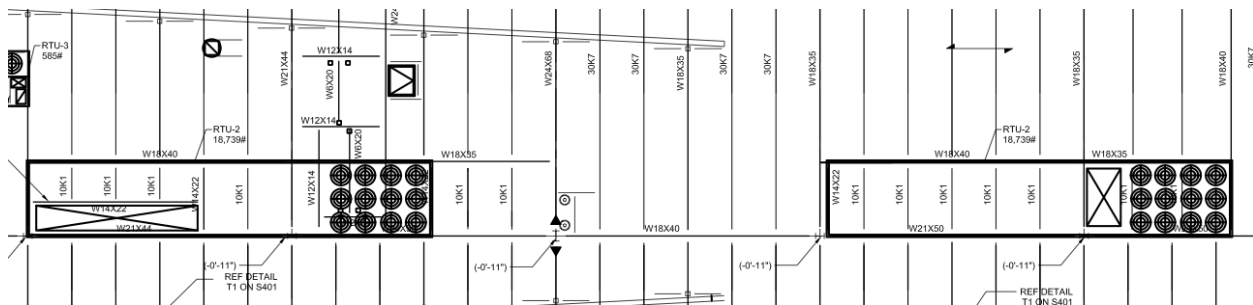 RTU-3
585#
W21X44
W12X14
W6X20
W24X68
30K7
30K7
W18X35
30K7
30K7
W18X35
W18X35
W18X40
30K7
W12X14
W6X20
RTU-2
18,739#
W18X40
W18X35
RTU-2
18,739#
W18X40
W18X35
10K1
10K1
10K1
W14X22
10K1
W12X14
10K1
10K1
W14X22
10K1
10K1
10K1
10K1
10K1
W14X22
W21X44
W18X40
W21X50
(-0'-11")
(-0'-11")
(-0'-11")
(-0'-11")
REF DETAIL
T1 ON S401
REF DETAIL
T1 ON S401